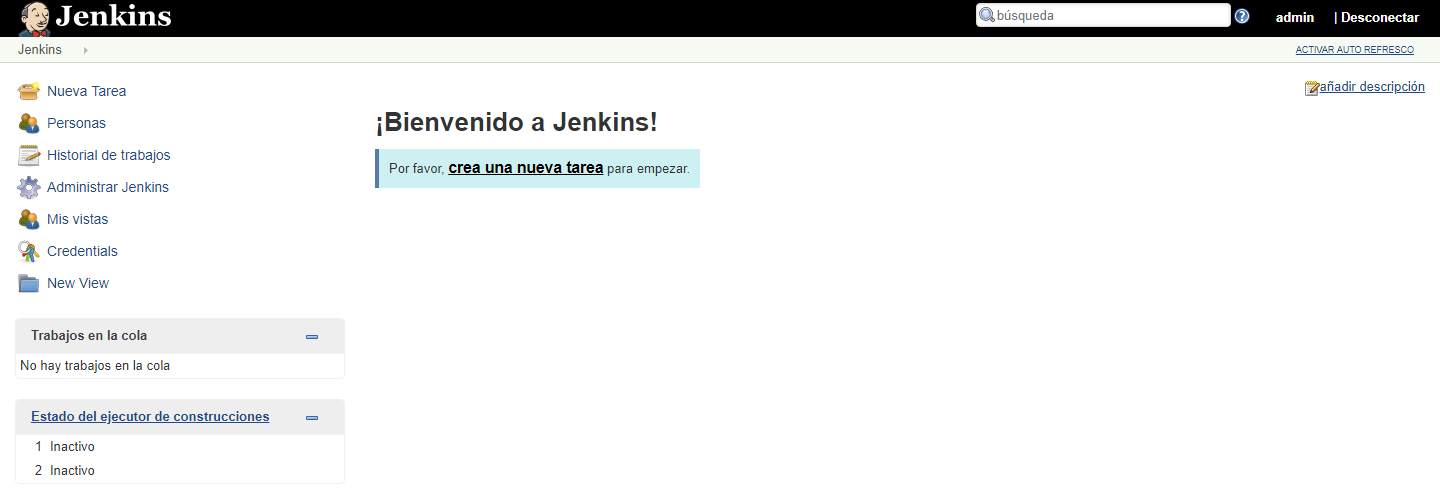 Jenkins
búsqueda
admin
| Desconectar
Jenkins
ACTIVAR AUTO REFRESCO
Nueva Tarea
Personas
Historial de trabajos
Administrar Jenkins
Mis vistas
Credentials
New View
Trabajos en la cola
No hay trabajos en la cola
Estado del ejecutor de construcciones
1 Inactivo
2 Inactivo
añadir descripción
¡Bienvenido a Jenkins!
Por favor, crea una nueva tarea para empezar.